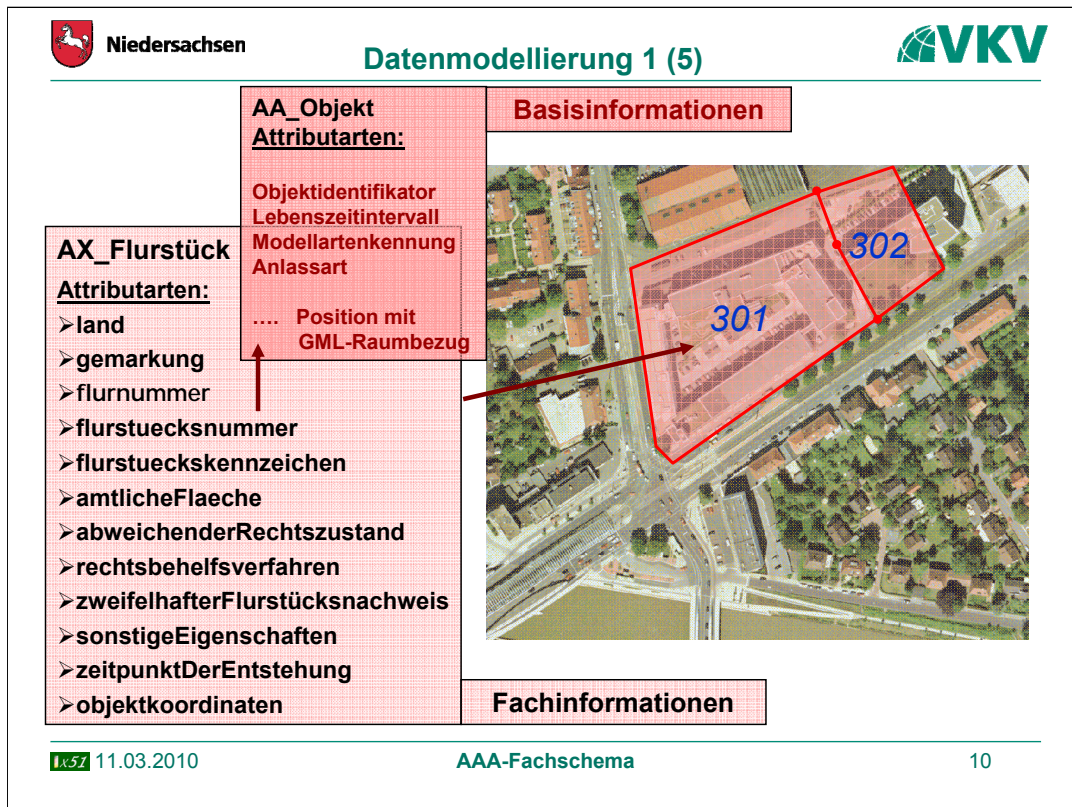 Niedersachsen
Datenmodellierung 1 (5)
VKV
AA_Objekt
Attributarten:
Objektidentifikator
Lebenszeitintervall
Modellartenkennung
Anlassart
.... Position mit
GML-Raumbezug
Basisinformationen
AX_Flurstück
Attributarten:
➢land
➢gemarkung
➢flurnummer
➢flurstuecksnummer
➢flurstueckskennzeichen
➢amtlicheFlaeche
➢abweichenderRechtszustand
➢rechtsbehelfsverfahren
➢zweifelhafterFlurstücksnachweis
➢sonstigeEigenschaften
➢zeitpunktDerEntstehung
➢objektkoordinaten
301
302
Fachinformationen
1x51 11.03.2010
AAA-Fachschema
10